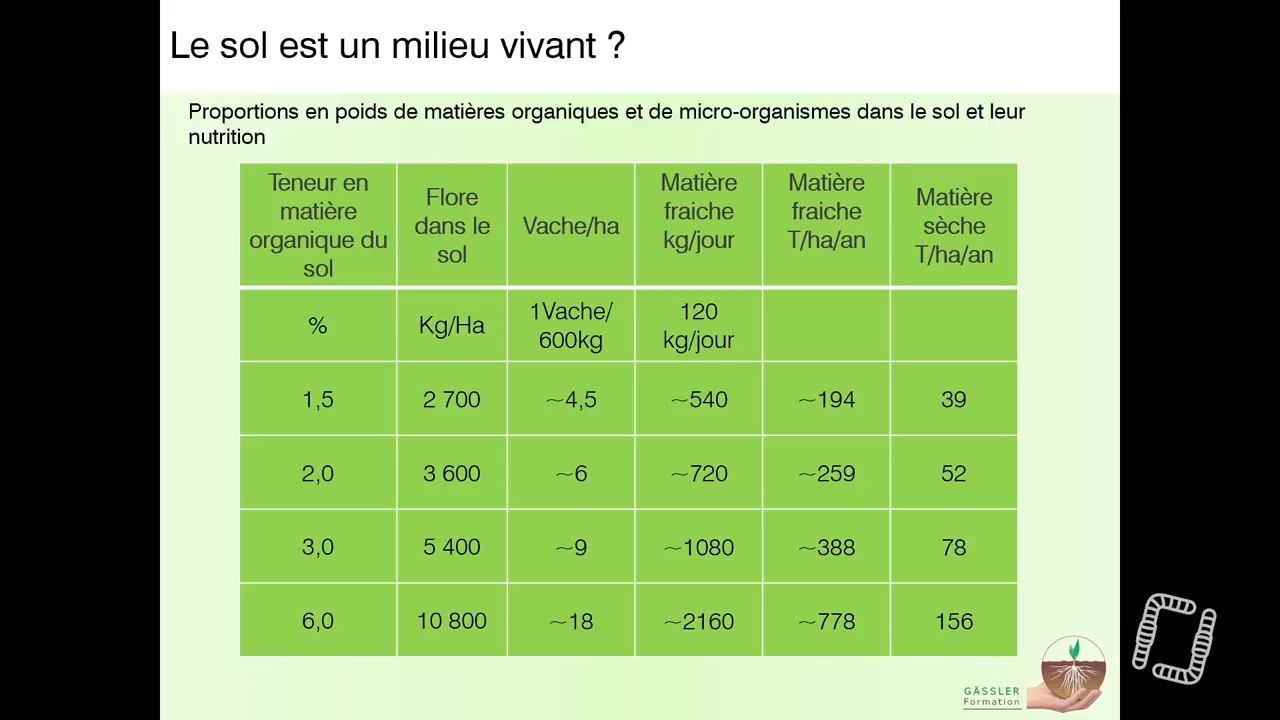 Le sol est un milieu vivant ?
Proportions en poids de matières organiques et de micro-organismes dans le sol et leur
nutrition
Teneur en
matière
organique du
sol
Flore
dans le
sol
Vache/ha
Matière
fraiche
kg/jour
Matière
fraiche
T/ha/an
Matière
sèche
T/ha/an
%
Kg/Ha
1Vache/
600kg
120
kg/jour
1,5
2 700
~4,5
~540
~194
39
2,0
3 600
~6
~720
~259
52
3,0
5 400
~9
~1080
~388
78
6,0
10 800
~18
~2160
~778
156
GÄSSLER
Formation